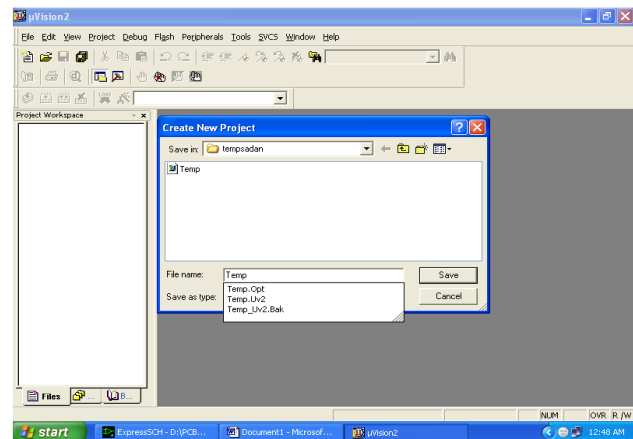 µVision2
File Edit View Project Debug Flash Peripherals Tools SVCS Window Help
Project Workspace
Create New Project
Save in: tempsadan
Temp
File name: Temp Save
Temp.Opt
Save as type: Temp.Uv2 Cancel
Temp_Uv2.Bak
Files ... B...
NUM OVR R/W
start ExpressSCH - D:\PCB... Document1 - Microsof... µVision2 12:48 AM